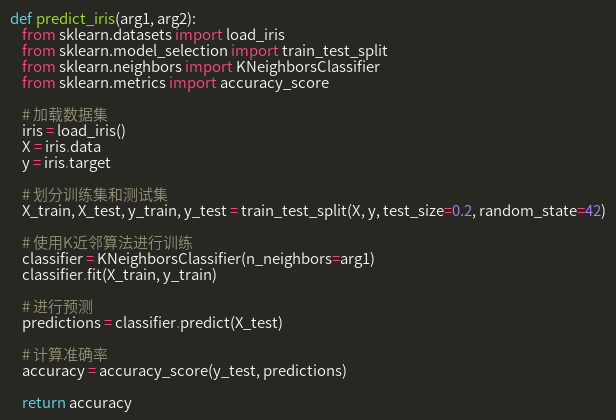 def predict_iris(arg1, arg2):
from sklearn.datasets import load_iris
from sklearn.model_selection import train_test_split
from sklearn.neighbors import KNeighborsClassifier
from sklearn.metrics import accuracy_score
# 加载数据集
iris = load_iris()
X = iris.data
y = iris.target
# 划分训练集和测试集
X_train, X_test, y_train, y_test = train_test_split(X, y, test_size=0.2, random_state=42)
# 使用K近邻算法进行训练
classifier = KNeighborsClassifier(n_neighbors=arg1)
classifier.fit(X_train, y_train)
# 进行预测
predictions = classifier.predict(X_test)
# 计算准确率
accuracy = accuracy_score(y_test, predictions)
return accuracy